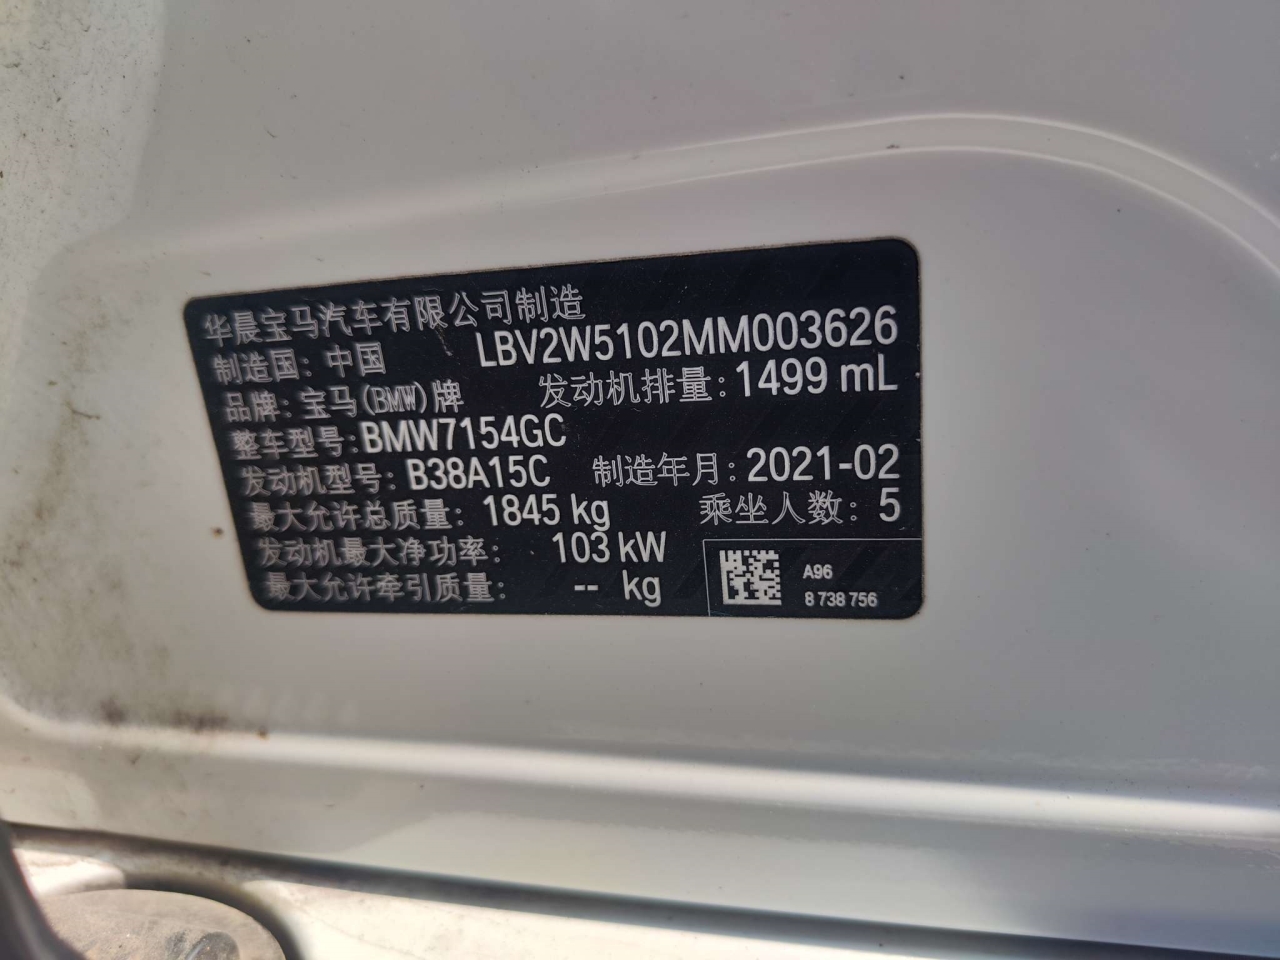 华晨宝马汽车有限公司制造
制造国：中国 LBV2W5102MM003626
品牌：宝马(BMW)牌 发动机排量：1499 mL
整车型号：BMW7154GC
发动机型号：B38A15C 制造年月：2021-02
最大允许总质量：1845 kg 乘坐人数：5
发动机最大净功率：103 kW
最大允许牵引质量：-- kg
A96
8 738 756